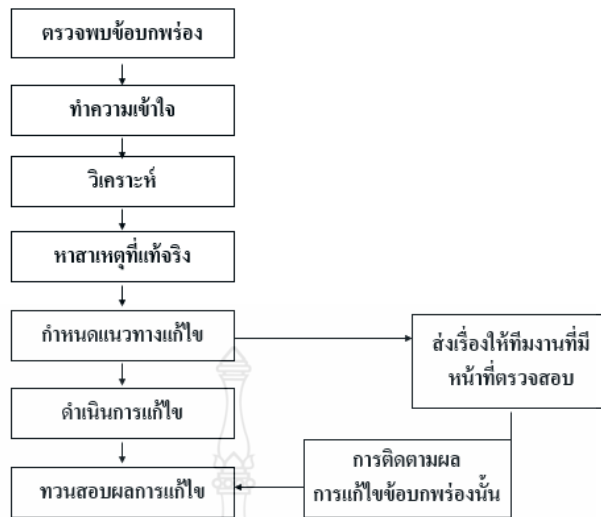 ตรวจพบข้อบกพร่อง
ทำความเข้าใจ
วิเคราะห์
หาสาเหตุที่แท้จริง
กำหนดแนวทางแก้ไข
ส่งเรื่องให้ทีมงานที่มี
หน้าที่ตรวจสอบ
ดำเนินการแก้ไข
การติดตามผล
การแก้ไขข้อบกพร่องนั้น
ทวนสอบผลการแก้ไข